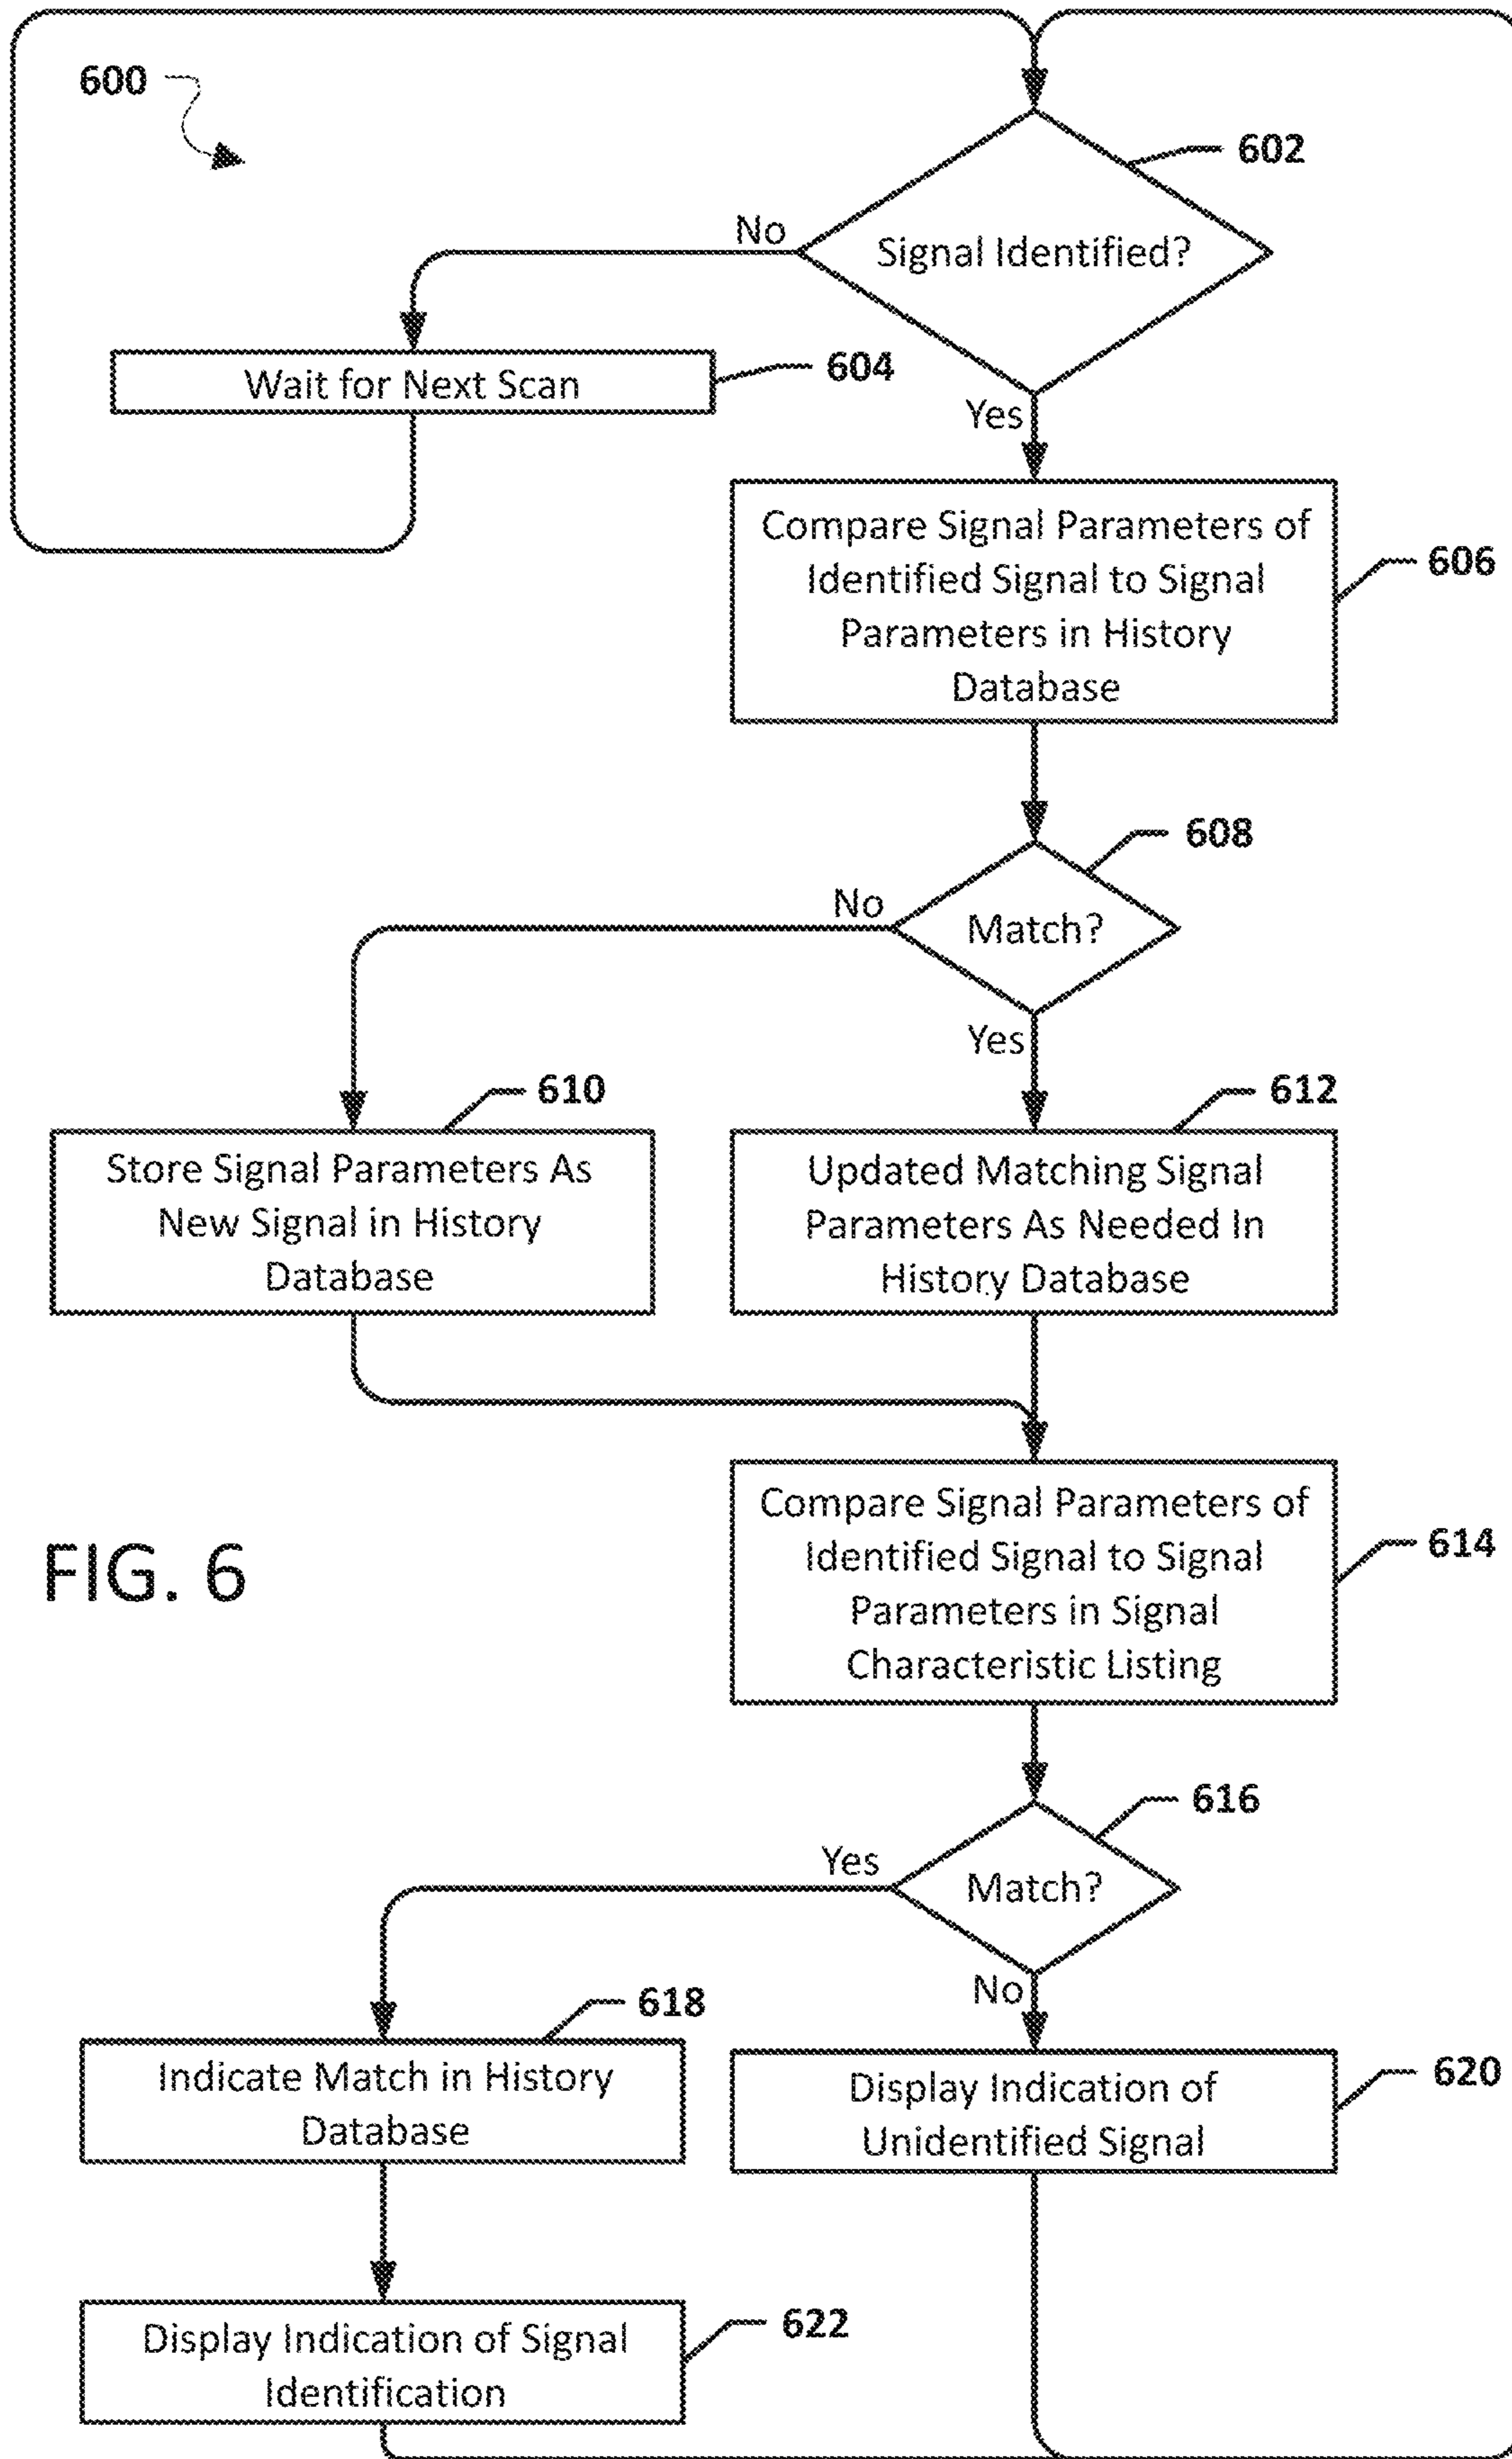 600
602
No
Signal Identified?
Wait for Next Scan
604
Yes
Compare Signal Parameters of
Identified Signal to Signal
Parameters in History
Database
606
608
No
Match?
Yes
610
612
Store Signal Parameters As
New Signal in History
Database
Updated Matching Signal
Parameters As Needed In
History Database
FIG. 6
Compare Signal Parameters of
Identified Signal to Signal
Parameters in Signal
Characteristic Listing
614
616
Yes
Match?
No
618
Indicate Match in History
Database
Display Indication of
Unidentified Signal
620
Display Indication of Signal
Identification
622